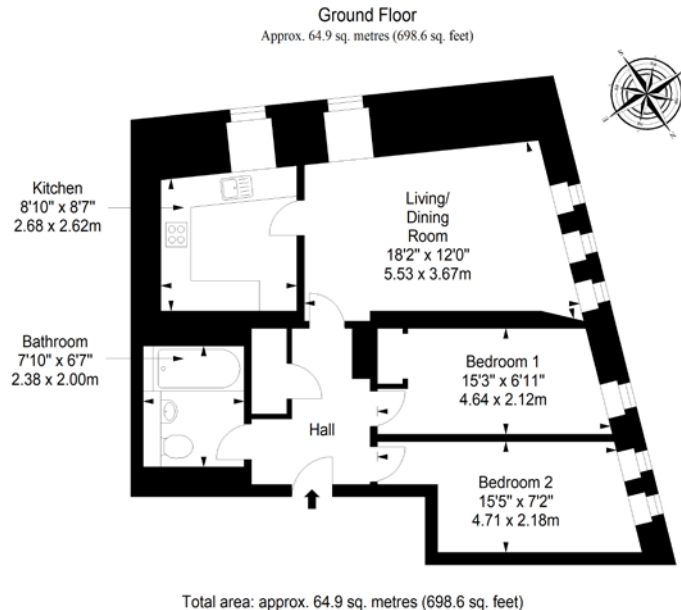 Ground Floor
Approx. 64.9 sq. metres (698.6 sq. feet)
Kitchen
8'10" x 8'7"
2.68 x 2.62m
Living/
Dining
Room
18'2" x 12'0"
5.53 x 3.67m
Bathroom
7'10" x 6'7"
2.38 x 2.00m
Bedroom 1
15'3" x 6'11"
4.64 x 2.12m
Hall
Bedroom 2
15'5" x 7'2"
4.71 x 2.18m
Total area: approx. 64.9 sq. metres (698.6 sq. feet)